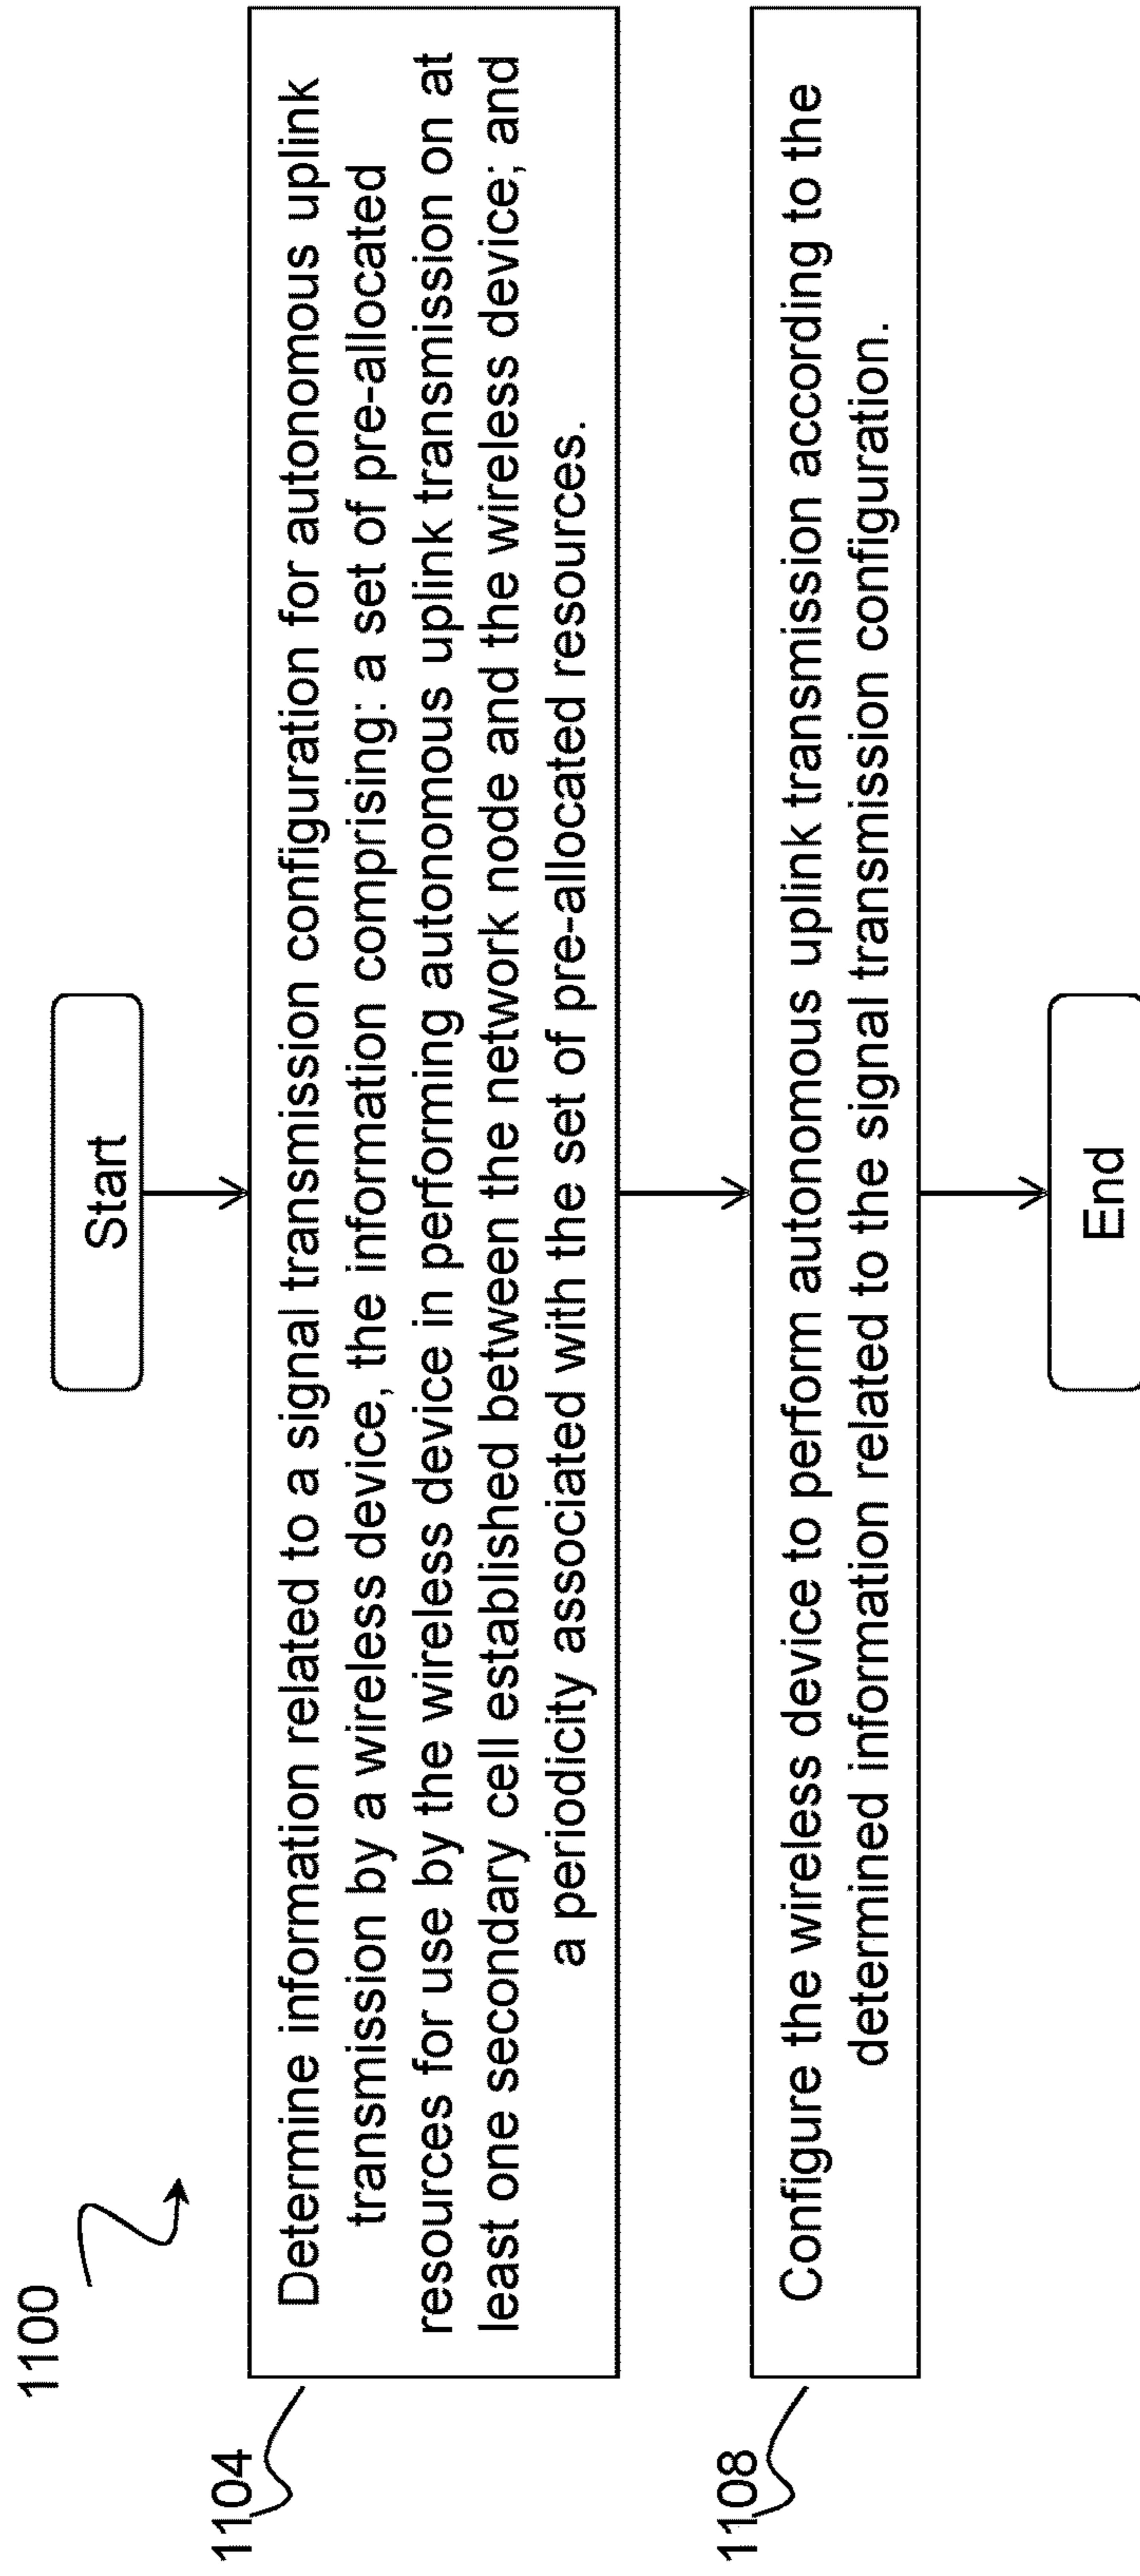 1100
Start
1104
Determine information related to a signal transmission configuration for autonomous uplink
transmission by a wireless device, the information comprising: a set of pre-allocated
resources for use by the wireless device in performing autonomous uplink transmission on at
least one secondary cell established between the network node and the wireless device; and
a periodicity associated with the set of pre-allocated resources.
1108
Configure the wireless device to perform autonomous uplink transmission according to the
determined information related to the signal transmission configuration.
End